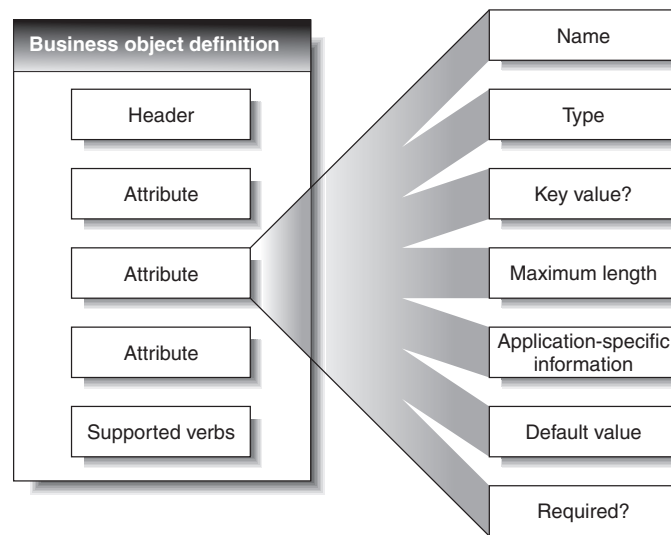 Business object definition
Header
Attribute
Attribute
Attribute
Supported verbs
Name
Type
Key value?
Maximum length
Application-specific
information
Default value
Required?